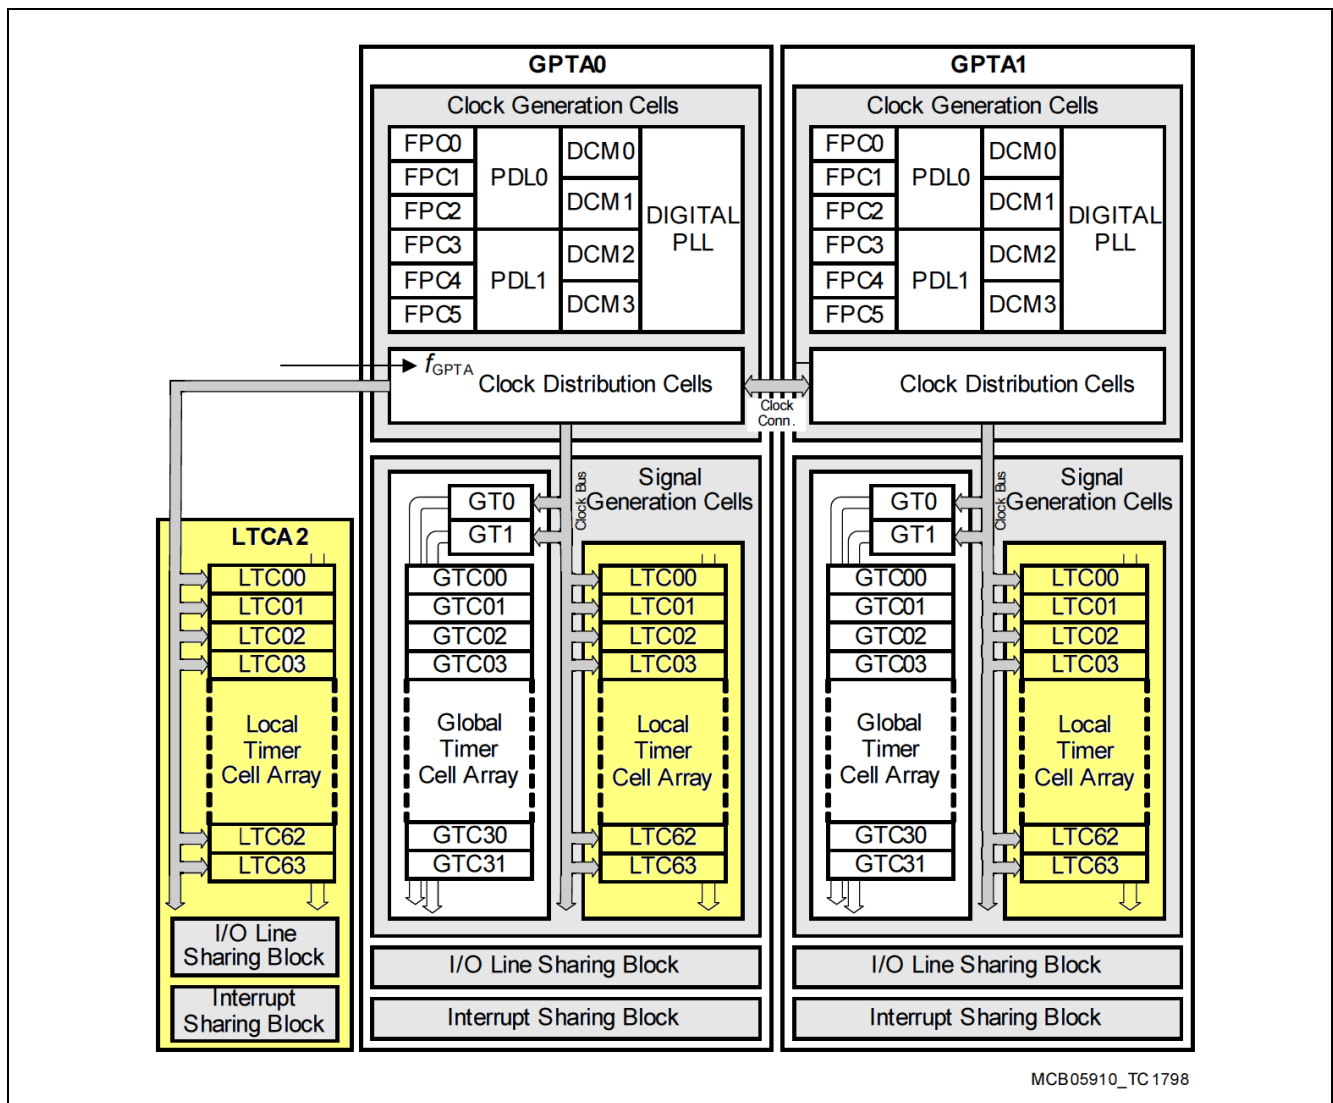 GPTA0
Clock Generation Cells
FPC0
FPC1
FPC2
FPC3
FPC4
FPC5
PDL0
PDL1
DCM0
DCM1
DCM2
DCM3
DIGITAL
PLL
fGPTA
Clock Distribution Cells
Clock
Conn.
GPTA1
Clock Generation Cells
FPC0
FPC1
FPC2
FPC3
FPC4
FPC5
PDL0
PDL1
DCM0
DCM1
DCM2
DCM3
DIGITAL
PLL
Clock Distribution Cells
LTCA2
LTC00
LTC01
LTC02
LTC03
Local
Timer
Cell Array
LTC62
LTC63
I/O Line
Sharing Block
Interrupt
Sharing Block
Signal
Generation Cells
Clock Bus
GT0
GT1
GTC00
GTC01
GTC02
GTC03
Global
Timer
Cell Array
GTC30
GTC31
LTC00
LTC01
LTC02
LTC03
Local
Timer
Cell Array
LTC62
LTC63
I/O Line Sharing Block
Interrupt Sharing Block
Signal
Generation Cells
Clock Bus
GT0
GT1
GTC00
GTC01
GTC02
GTC03
Global
Timer
Cell Array
GTC30
GTC31
LTC00
LTC01
LTC02
LTC03
Local
Timer
Cell Array
LTC62
LTC63
I/O Line Sharing Block
Interrupt Sharing Block
MCB05910_TC1798